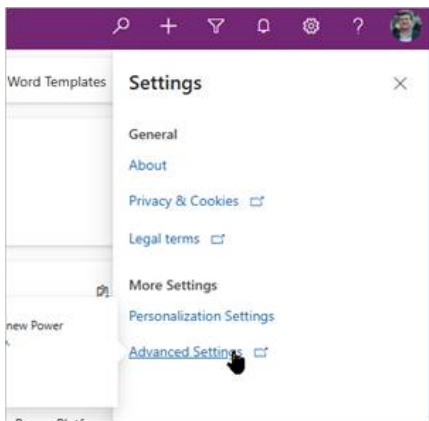 Word Templates
Settings
General
About
Privacy & Cookies
Legal terms
More Settings
new Power
Personalization Settings
Advanced Settings